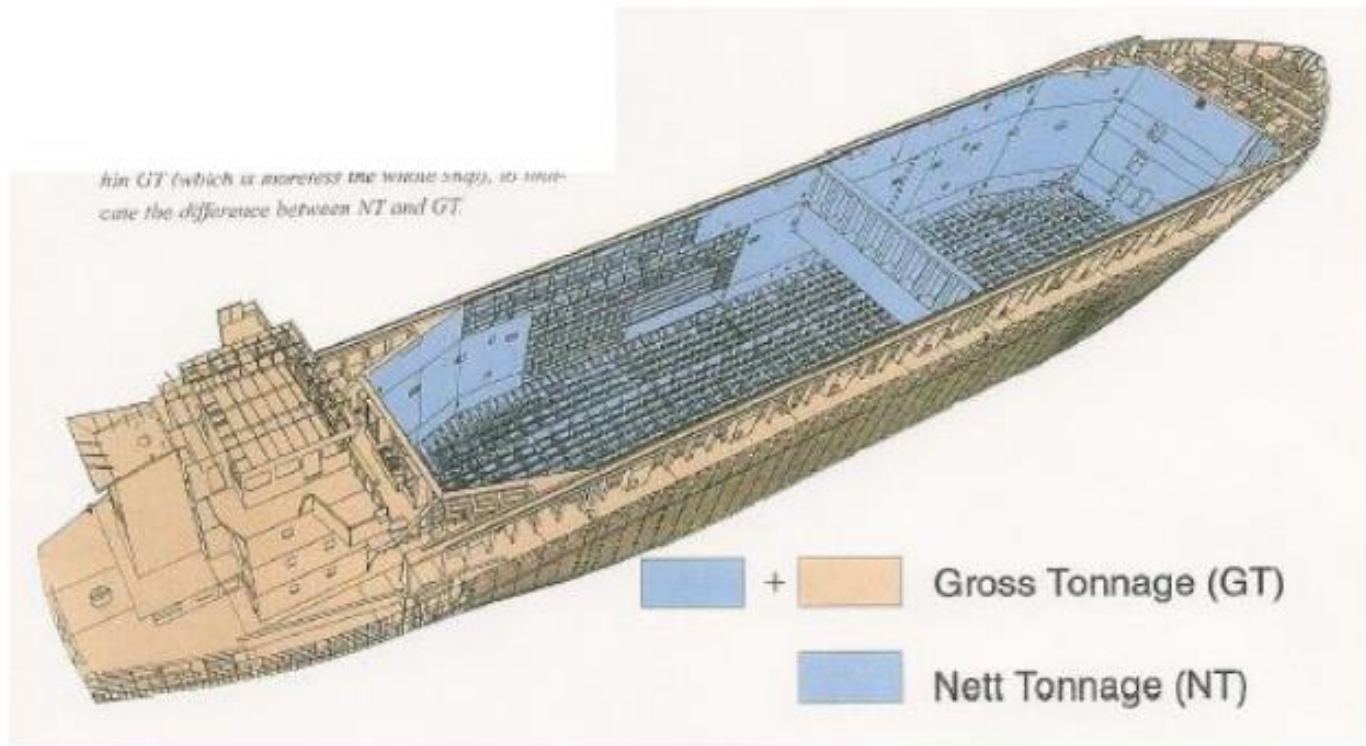 hin GT (which is moreless the whole ship), to indi-
cate the difference between NT and GT.
+ Gross Tonnage (GT)
Nett Tonnage (NT)